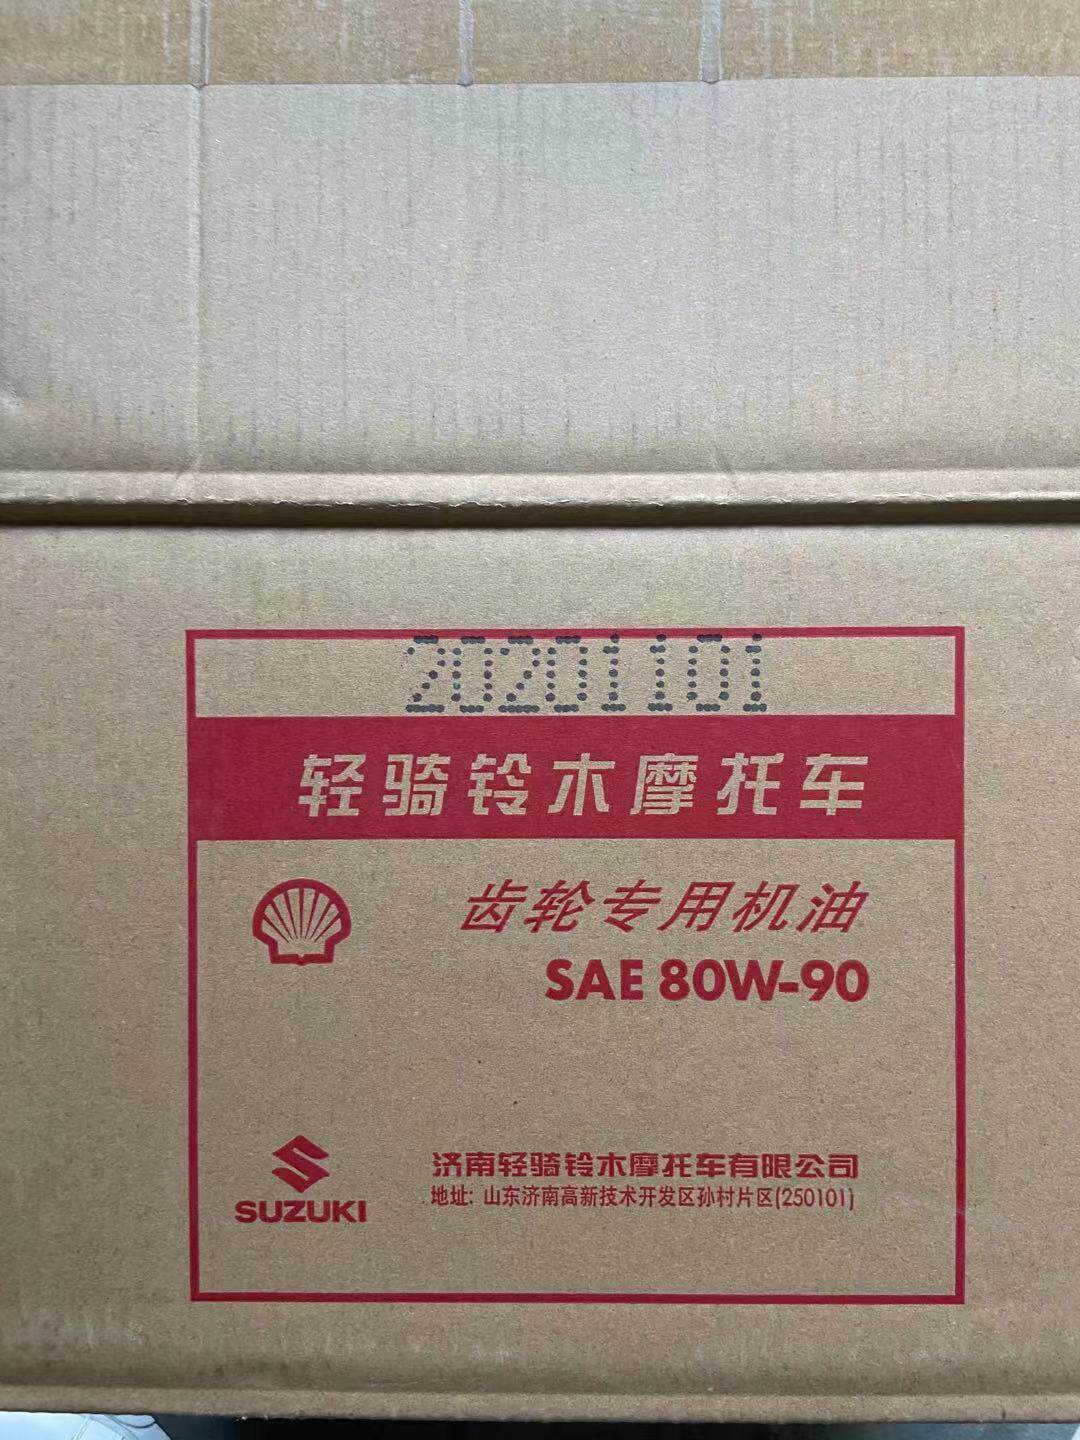 20201101
轻骑铃木摩托车
齿轮专用机油
SAE 80W-90
SUZUKI
济南轻骑铃木摩托车有限公司
地址: 山东济南高新技术开发区孙村片区(250101)